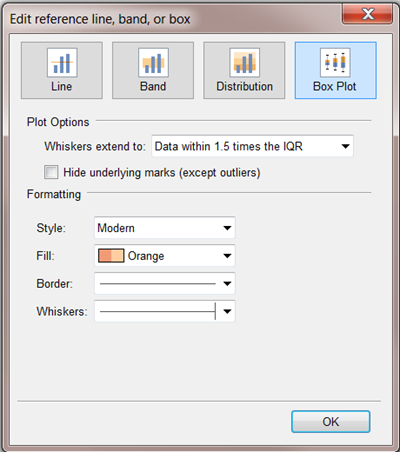 Edit reference line, band, or box
Line Band Distribution Box Plot
Plot Options
Whiskers extend to: Data within 1.5 times the IQR
Hide underlying marks (except outliers)
Formatting
Style: Modern
Fill: Orange
Border:
Whiskers:
OK